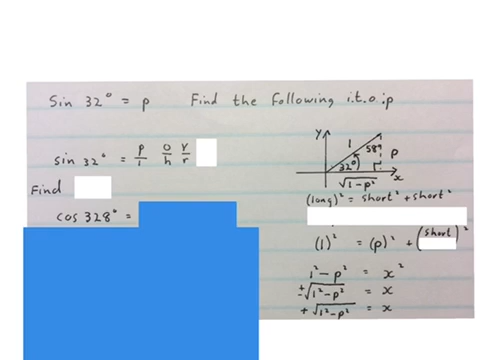 Sin 32° = p Find the following i.t.o.:p
sin 32° = p/1 o/h y/r
Find
cos 328° =
y
1
58°
p
32°
x
√1-p²
(long)² = short² + short²
(1)² = (p)² + (short)²
1² - p² = x²
±√1²-p² = x
+√1²-p² = x